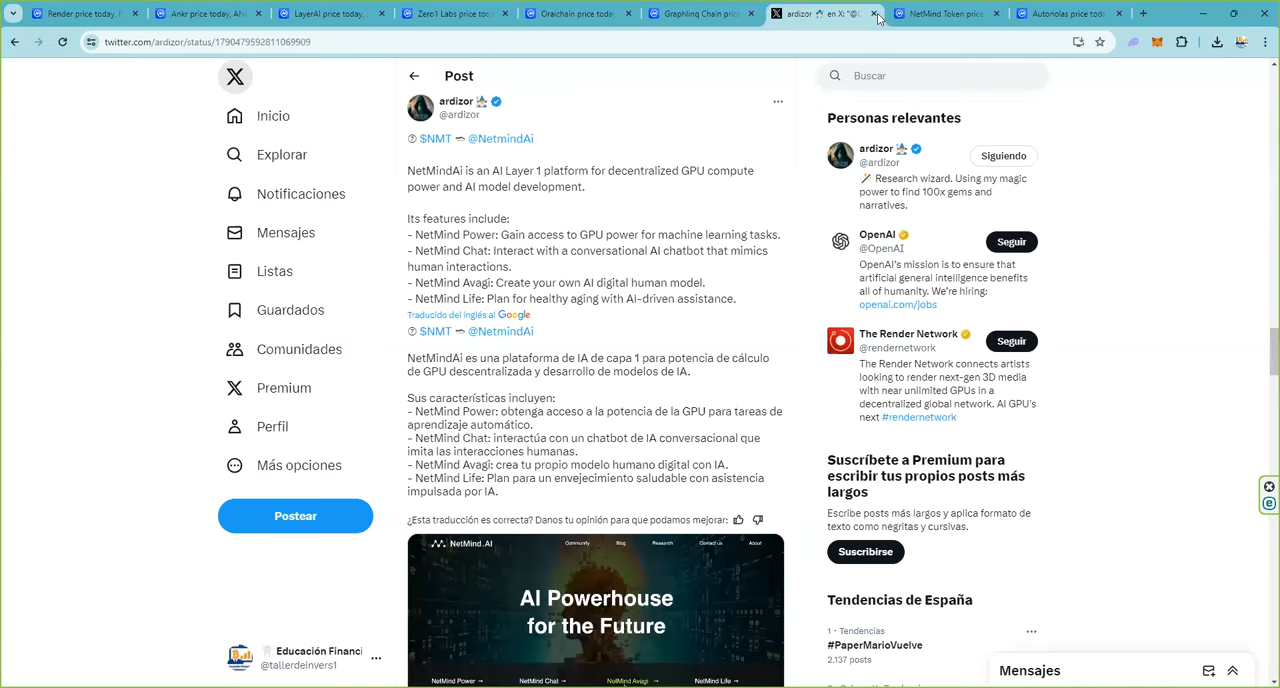 Render price today, R
Ankr price today, AN
LayerAI price today,
Zero1 Labs price tod
Oraichain price today
Graphlinq Chain price
ardizor en X: "@O
NetMind Token price
Autonolas price today
twitter.com/ardizor/status/1790479592811069909
Inicio
Explorar
Notificaciones
Mensajes
Listas
Guardados
Comunidades
Premium
Perfil
Más opciones
Postear
Educación Financi
@tallerdeinvers1
Post
ardizor
@ardizor
$NMT @NetmindAi
NetMindAi is an AI Layer 1 platform for decentralized GPU compute
power and AI model development.
Its features include:
- NetMind Power: Gain access to GPU power for machine learning tasks.
- NetMind Chat: Interact with a conversational AI chatbot that mimics
human interactions.
- NetMind Avagi: Create your own AI digital human model.
- NetMind Life: Plan for healthy aging with AI-driven assistance.
Traducido del inglés al Google
$NMT @NetmindAi
NetMindAi es una plataforma de IA de capa 1 para potencia de cálculo
de GPU descentralizada y desarrollo de modelos de IA.
Sus características incluyen:
- NetMind Power: obtenga acceso a la potencia de la GPU para tareas de
aprendizaje automático.
- NetMind Chat: interactúa con un chatbot de IA conversacional que
imita las interacciones humanas.
- NetMind Avagi: crea tu propio modelo humano digital con IA.
- NetMind Life: Plan para un envejecimiento saludable con asistencia
impulsada por IA.
¿Esta traducción es correcta? Danos tu opinión para que podamos mejorar:
NetMind.AI
Community
Blog
Research
Contact us
About
AI Powerhouse
for the Future
NetMind Power →
NetMind Chat →
NetMind Avagi →
NetMind Life →
Buscar
Personas relevantes
ardizor
@ardizor
Siguiendo
Research wizard. Using my magic
power to find 100x gems and
narratives.
OpenAI
@OpenAI
Seguir
OpenAI's mission is to ensure that
artificial general intelligence benefits
all of humanity. We're hiring:
openai.com/jobs
The Render Network
@rendernetwork
Seguir
The Render Network connects artists
looking to render next-gen 3D media
with near unlimited GPUs in a
decentralized global network. AI GPU's
next #rendernetwork
Suscríbete a Premium para
escribir tus propios posts más
largos
Escribe posts más largos y aplica formato de
texto como negritas y cursivas.
Suscribirse
Tendencias de España
1 · Tendencias
#PaperMarioVuelve
2.137 posts
Mensajes